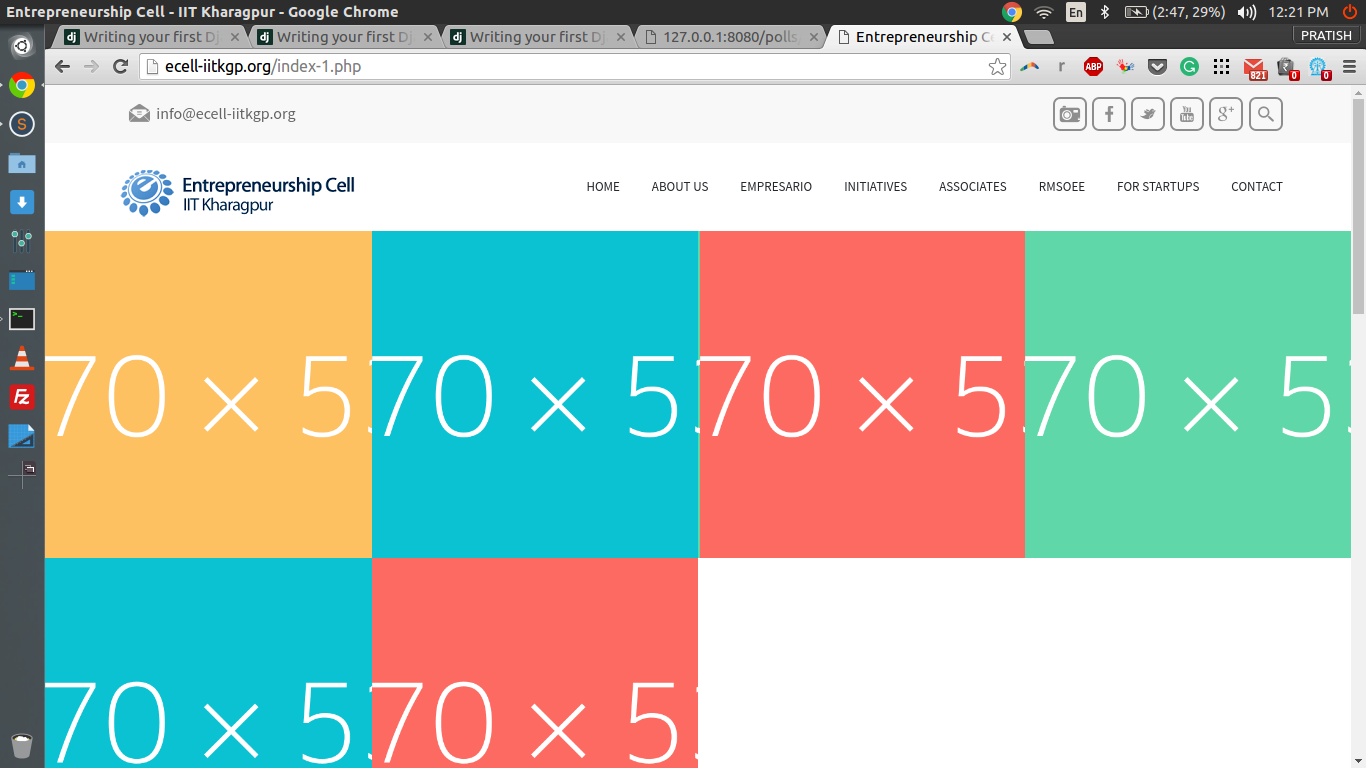 Entrepreneurship Cell - IIT Kharagpur - Google Chrome
En
(2:47, 29%)
12:21 PM
Writing your first Dj
Writing your first Dj
Writing your first Dj
127.0.0.1:8080/polls
Entrepreneurship Ce
PRATISH
ecell-iitkgp.org/index-1.php
r
ABP
821
0
0
info@ecell-iitkgp.org
You
Tube
g+
e
Entrepreneurship Cell
IIT Kharagpur
HOME
ABOUT US
EMPRESARIO
INITIATIVES
ASSOCIATES
RMSOEE
FOR STARTUPS
CONTACT
70 × 5
70 × 5
70 × 5
70 × 5
70 × 5
70 × 5